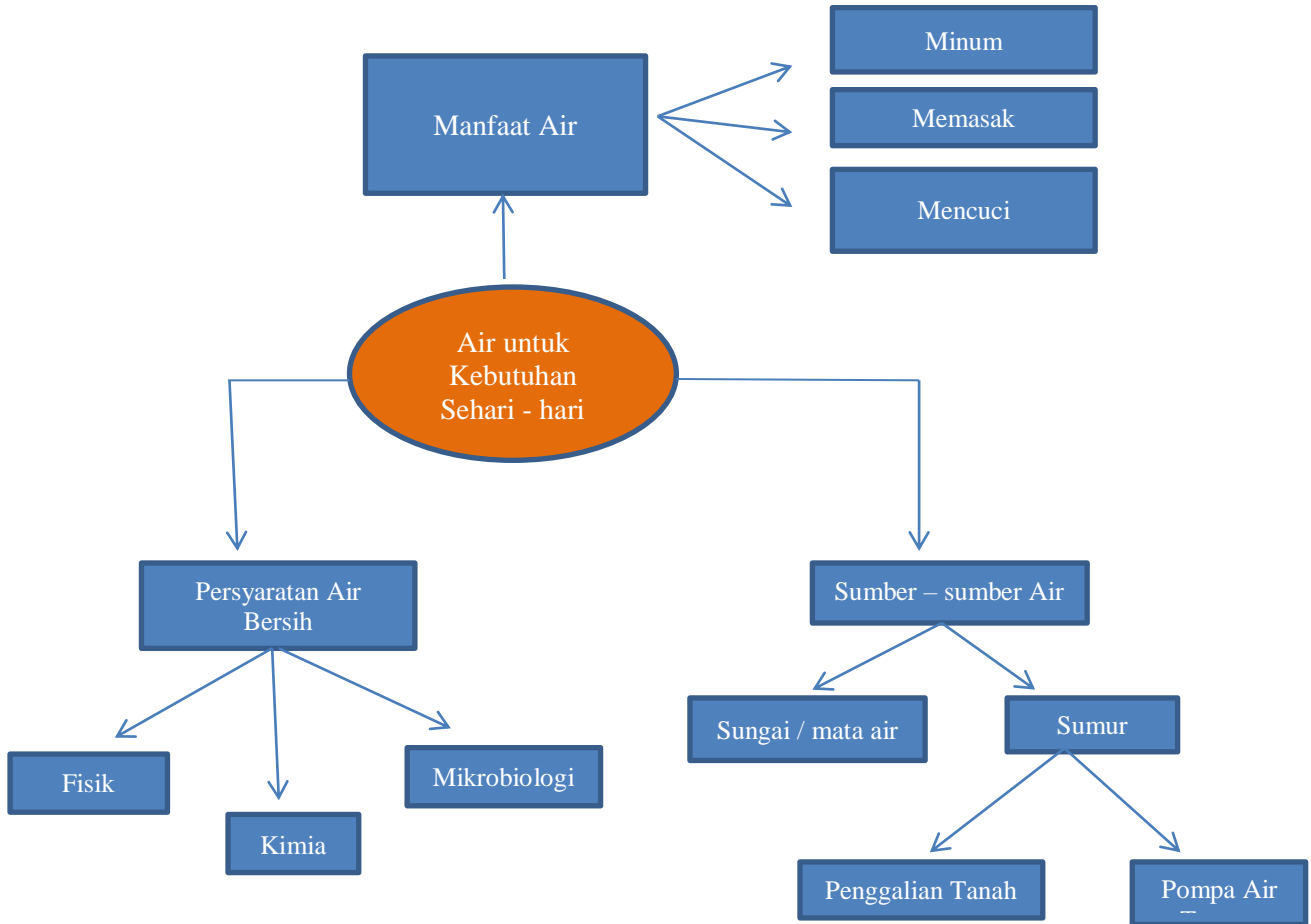 Minum
Manfaat Air
Memasak
Mencuci
Air untuk
Kebutuhan
Sehari - hari
Persyaratan Air
Bersih
Sumber – sumber Air
Sungai / mata air
Sumur
Fisik
Mikrobiologi
Kimia
Penggalian Tanah
Pompa Air